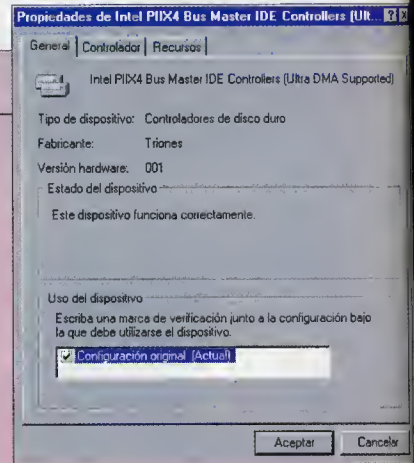 Propiedades de Intel PIIX4 Bus Master IDE Controllers (Ult...
General Controlador Recursos
Intel PIIX4 Bus Master IDE Controllers (Ultra DMA Supported)
Tipo de dispositivo: Controladores de disco duro
Fabricante: Triones
Versión hardware: 001
Estado del dispositivo
Este dispositivo funciona correctamente.
Uso del dispositivo
Escriba una marca de verificación junto a la configuración bajo
la que debe utilizarse el dispositivo.
Configuración original (Actual)
Aceptar Cancelar